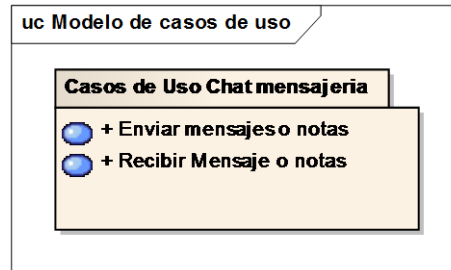 uc Modelo de casos de uso
Casos de Uso Chat mensajeria
+ Enviar mensajes o notas
+ Recibir Mensaje o notas